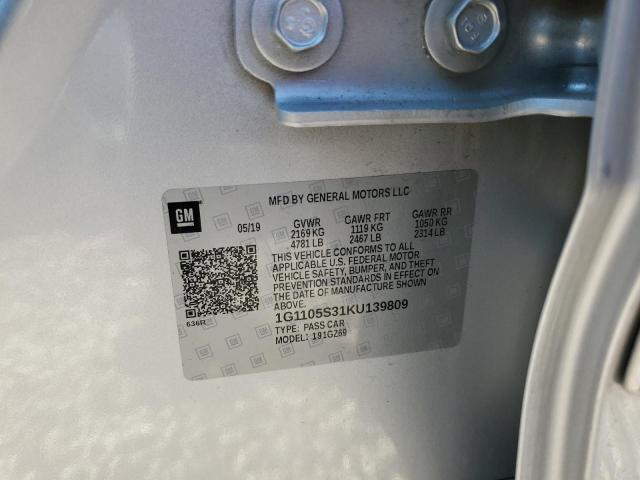 MFD BY GENERAL MOTORS LLC
GM
05/19 GVWR GAWR FRT GAWR RR
2169 KG 1119 KG 1050 KG
4781 LB 2467 LB 2314 LB
THIS VEHICLE CONFORMS TO ALL
APPLICABLE U.S. FEDERAL MOTOR
VEHICLE SAFETY, BUMPER, AND THEFT
PREVENTION STANDARDS IN EFFECT ON
THE DATE OF MANUFACTURE SHOWN
ABOVE.
1G1105S31KU139809
TYPE: PASS CAR
MODEL: 191GZ69
636R